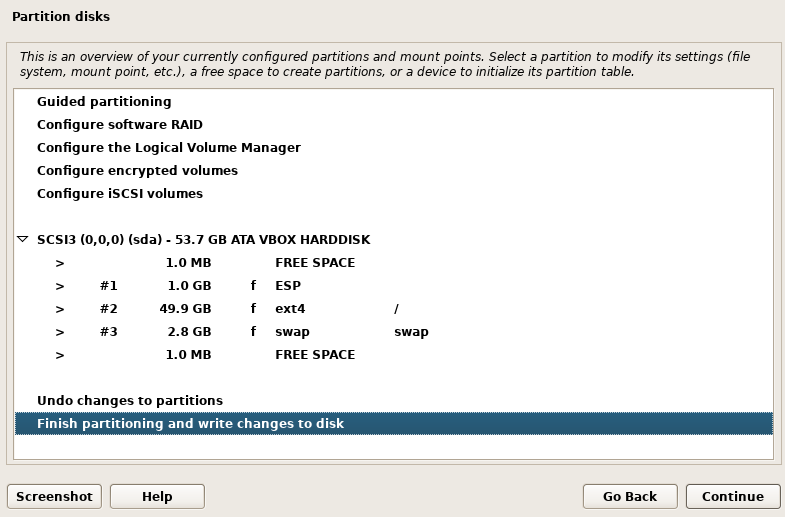 Partition disks
This is an overview of your currently configured partitions and mount points. Select a partition to modify its settings (file
system, mount point, etc.), a free space to create partitions, or a device to initialize its partition table.
Guided partitioning
Configure software RAID
Configure the Logical Volume Manager
Configure encrypted volumes
Configure iSCSI volumes
SCSI3 (0,0,0) (sda) - 53.7 GB ATA VBOX HARDDISK
> 1.0 MB FREE SPACE
> #1 1.0 GB f ESP
> #2 49.9 GB f ext4 /
> #3 2.8 GB f swap swap
> 1.0 MB FREE SPACE
Undo changes to partitions
Finish partitioning and write changes to disk
Screenshot Help Go Back Continue